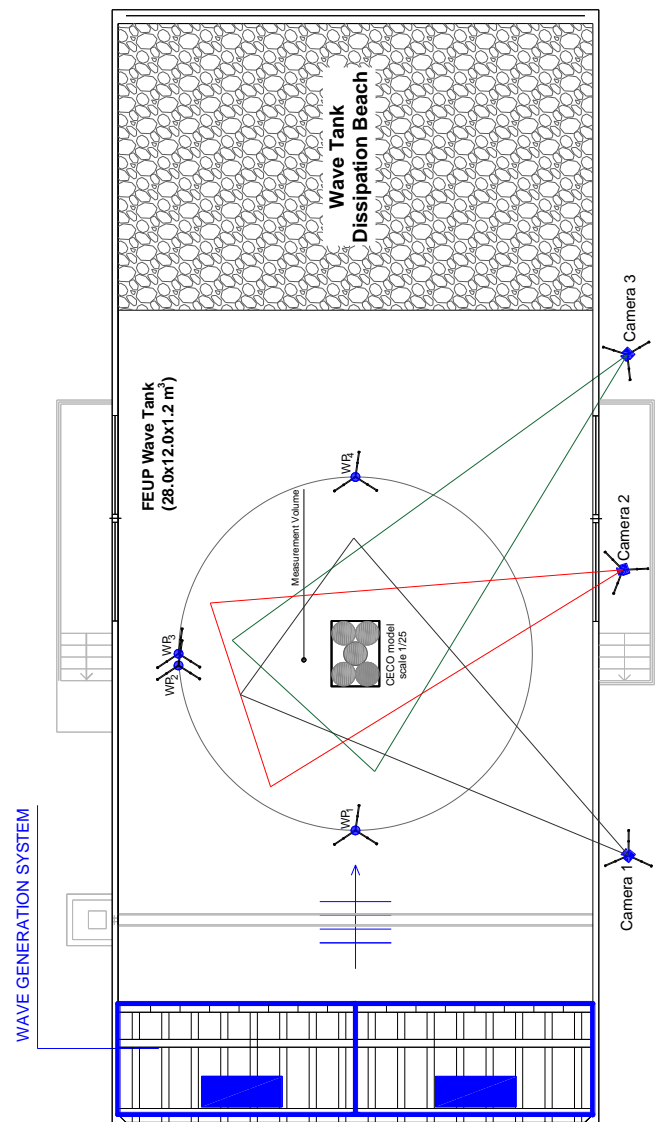 Wave Tank
Dissipation Beach
Camera 3
FEUP Wave Tank
(28.0x12.0x1.2 m³)
WP4
Measurement Volume
Camera 2
WP3
WP2
CECO model
scale 1/25
WP1
Camera 1
WAVE GENERATION SYSTEM